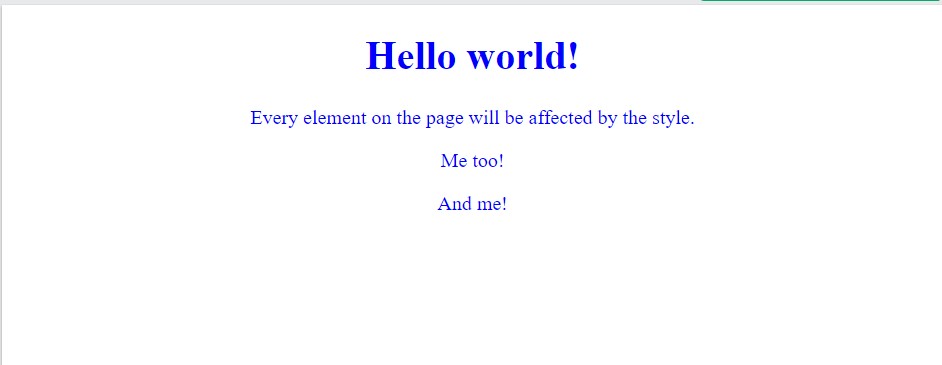 Hello world!
Every element on the page will be affected by the style.
Me too!
And me!